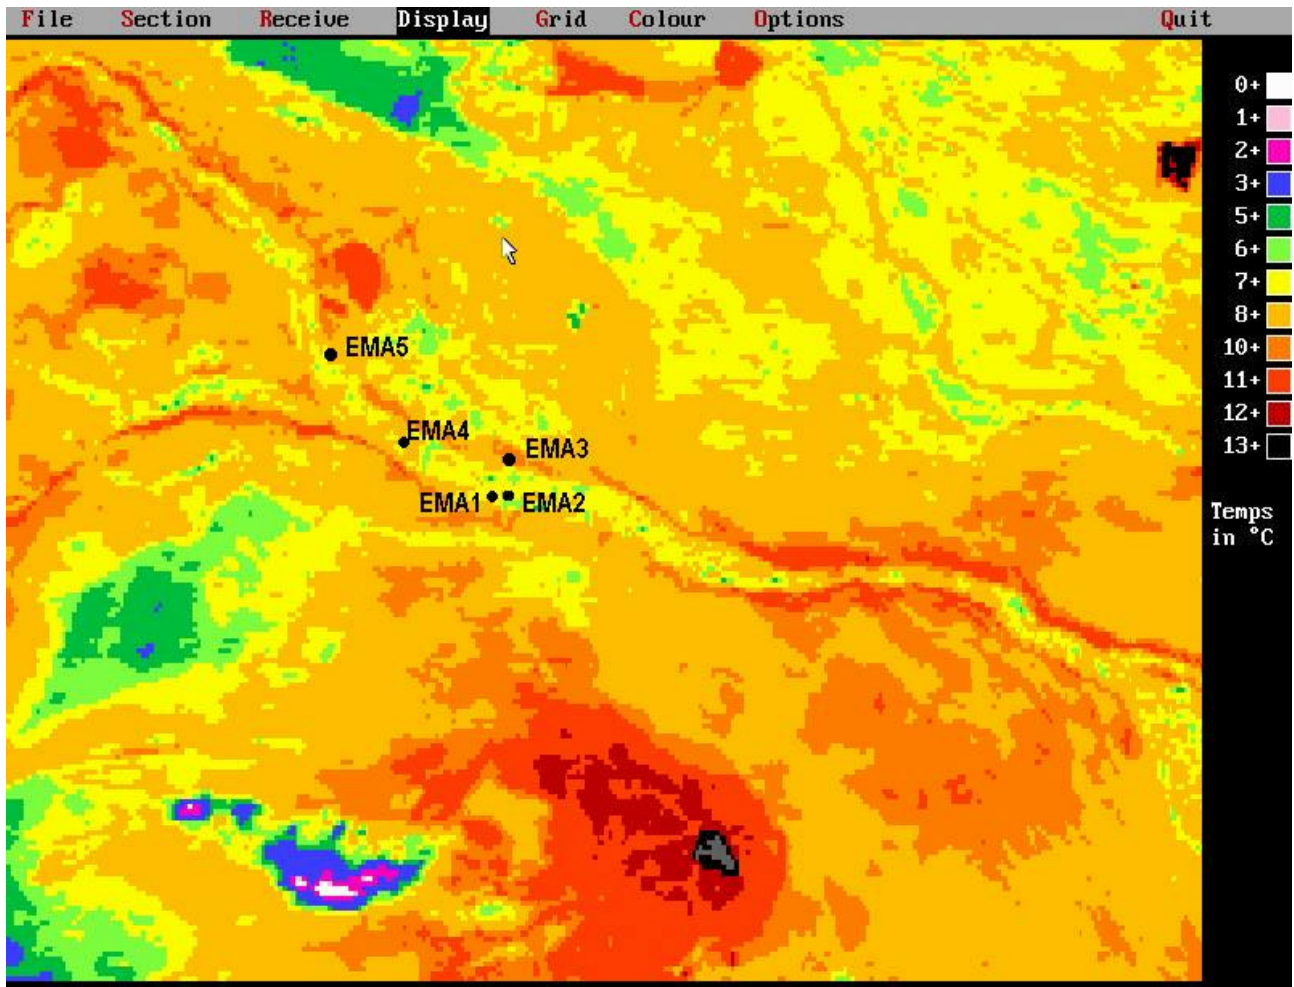 File Section Receive Display Grid Colour Options Quit
0+
1+
2+
3+
5+
6+
7+
8+
10+
11+
12+
13+
Temps
in °C
EMA5
EMA4
EMA3
EMA1 EMA2